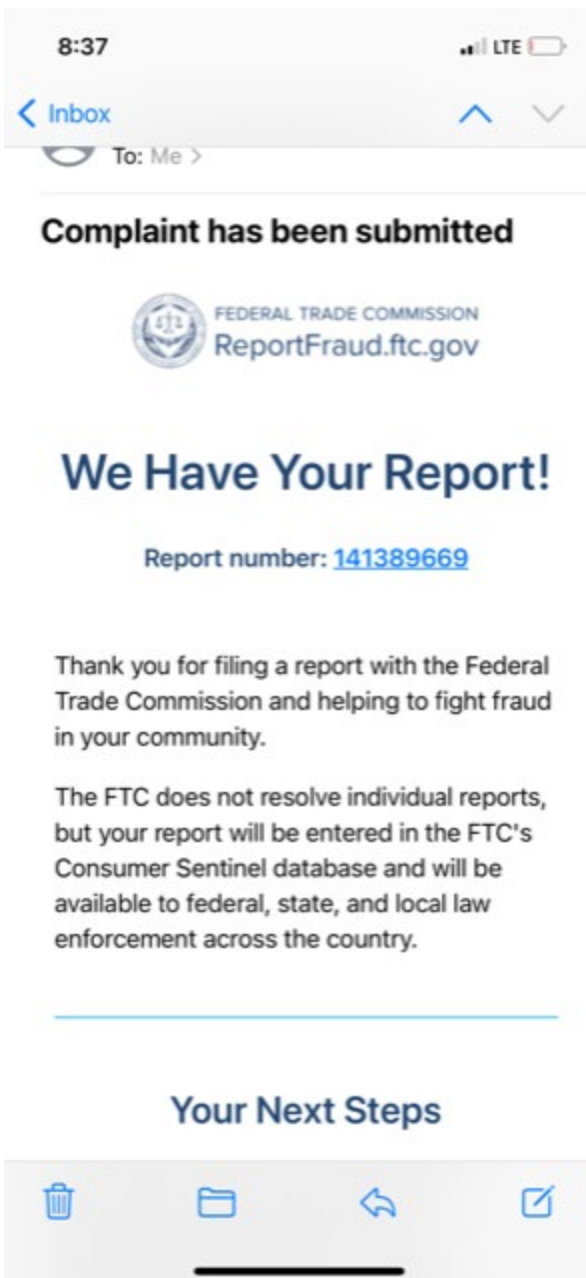 8:37
LTE
Inbox
To: Me >
Complaint has been submitted
FEDERAL TRADE COMMISSION
ReportFraud.ftc.gov
We Have Your Report!
Report number: 141389669
Thank you for filing a report with the Federal
Trade Commission and helping to fight fraud
in your community.
The FTC does not resolve individual reports,
but your report will be entered in the FTC's
Consumer Sentinel database and will be
available to federal, state, and local law
enforcement across the country.
Your Next Steps